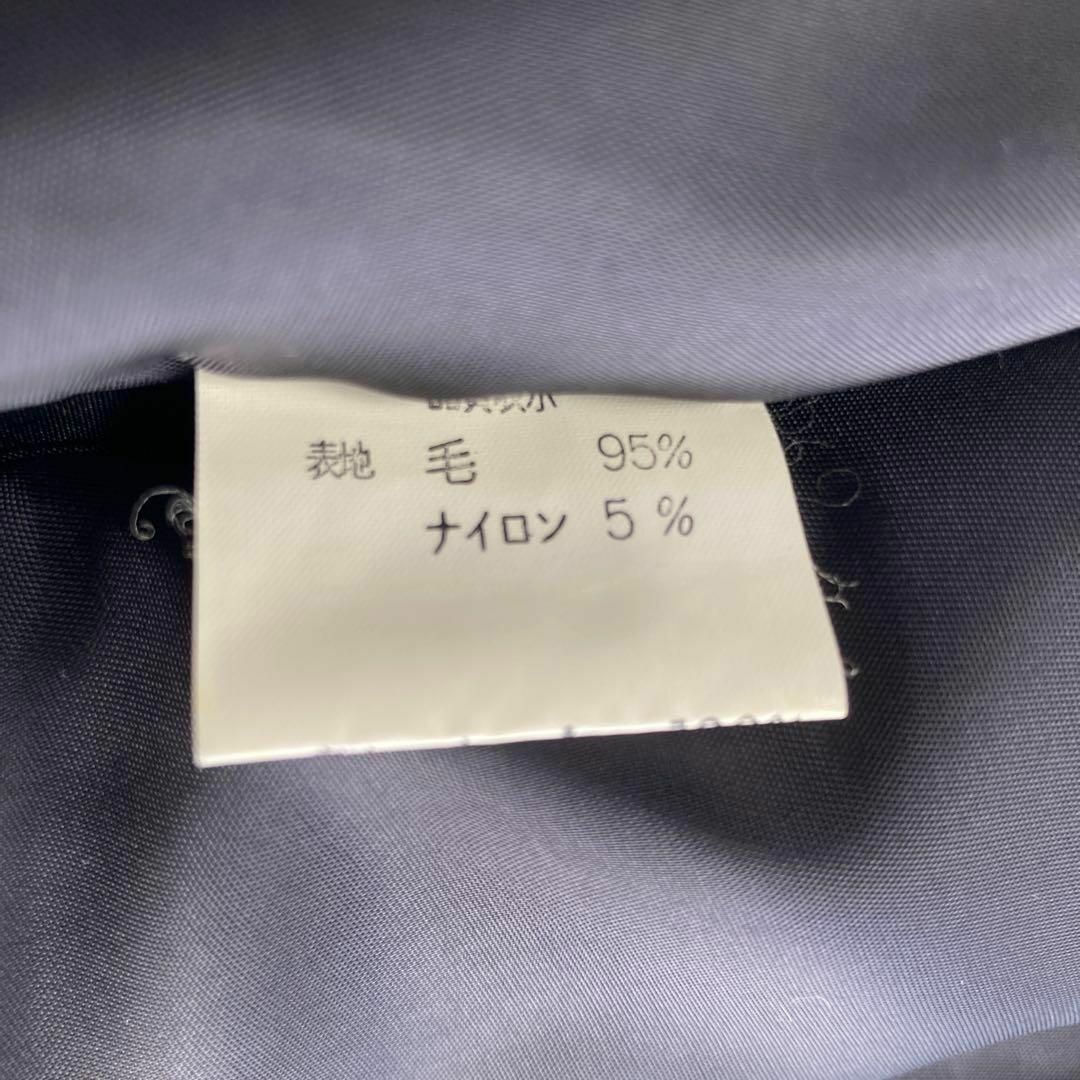 表地 毛 95%
ナイロン 5%